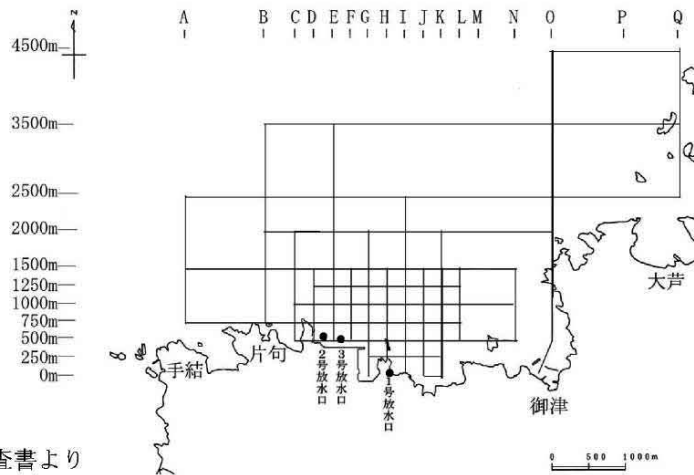 A B C D E F G H I J K L M N O P Q
N
4500m
3500m
2500m
2000m
1500m
1250m
1000m
750m
500m
250m
0m
大芦
片句
手結
2号放水口
3号放水口
1号放水口
御津
査書より
0 500 1000m